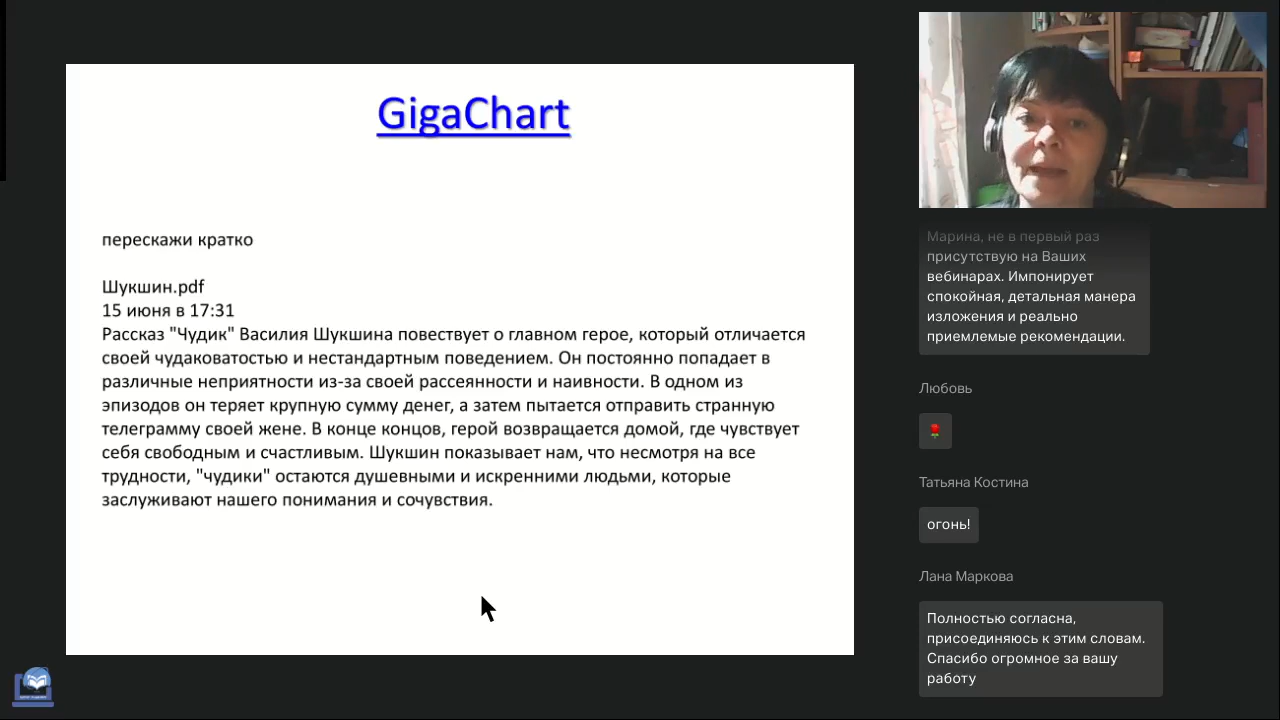 GigaChart
перескажи кратко
Шукшин.pdf
15 июня в 17:31
Рассказ "Чудик" Василия Шукшина повествует о главном герое, который отличается
своей чудаковатостью и нестандартным поведением. Он постоянно попадает в
различные неприятности из-за своей рассеянности и наивности. В одном из
эпизодов он теряет крупную сумму денег, а затем пытается отправить странную
телеграмму своей жене. В конце концов, герой возвращается домой, где чувствует
себя свободным и счастливым. Шукшин показывает нам, что несмотря на все
трудности, "чудики" остаются душевными и искренними людьми, которые
заслуживают нашего понимания и сочувствия.
Марина, не в первый раз
присутствую на Ваших
вебинарах. Импонирует
спокойная, детальная манера
изложения и реально
приемлемые рекомендации.
Любовь
Татьяна Костина
огонь!
Лана Маркова
Полностью согласна,
присоединяюсь к этим словам.
Спасибо огромное за вашу
работу